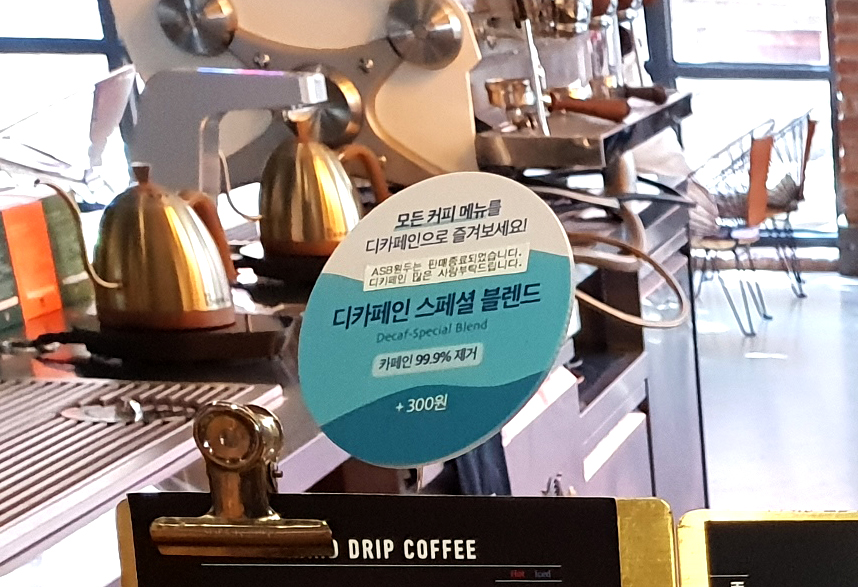 모든 커피 메뉴를
디카페인으로 즐겨보세요!
ASB원두는 판매종료되었습니다.
디카페인 많은 사랑부탁드립니다.
디카페인 스페셜 블렌드
Decaf-Special Blend
카페인 99.9% 제거
+300원
DRIP COFFEE
Hot Iced